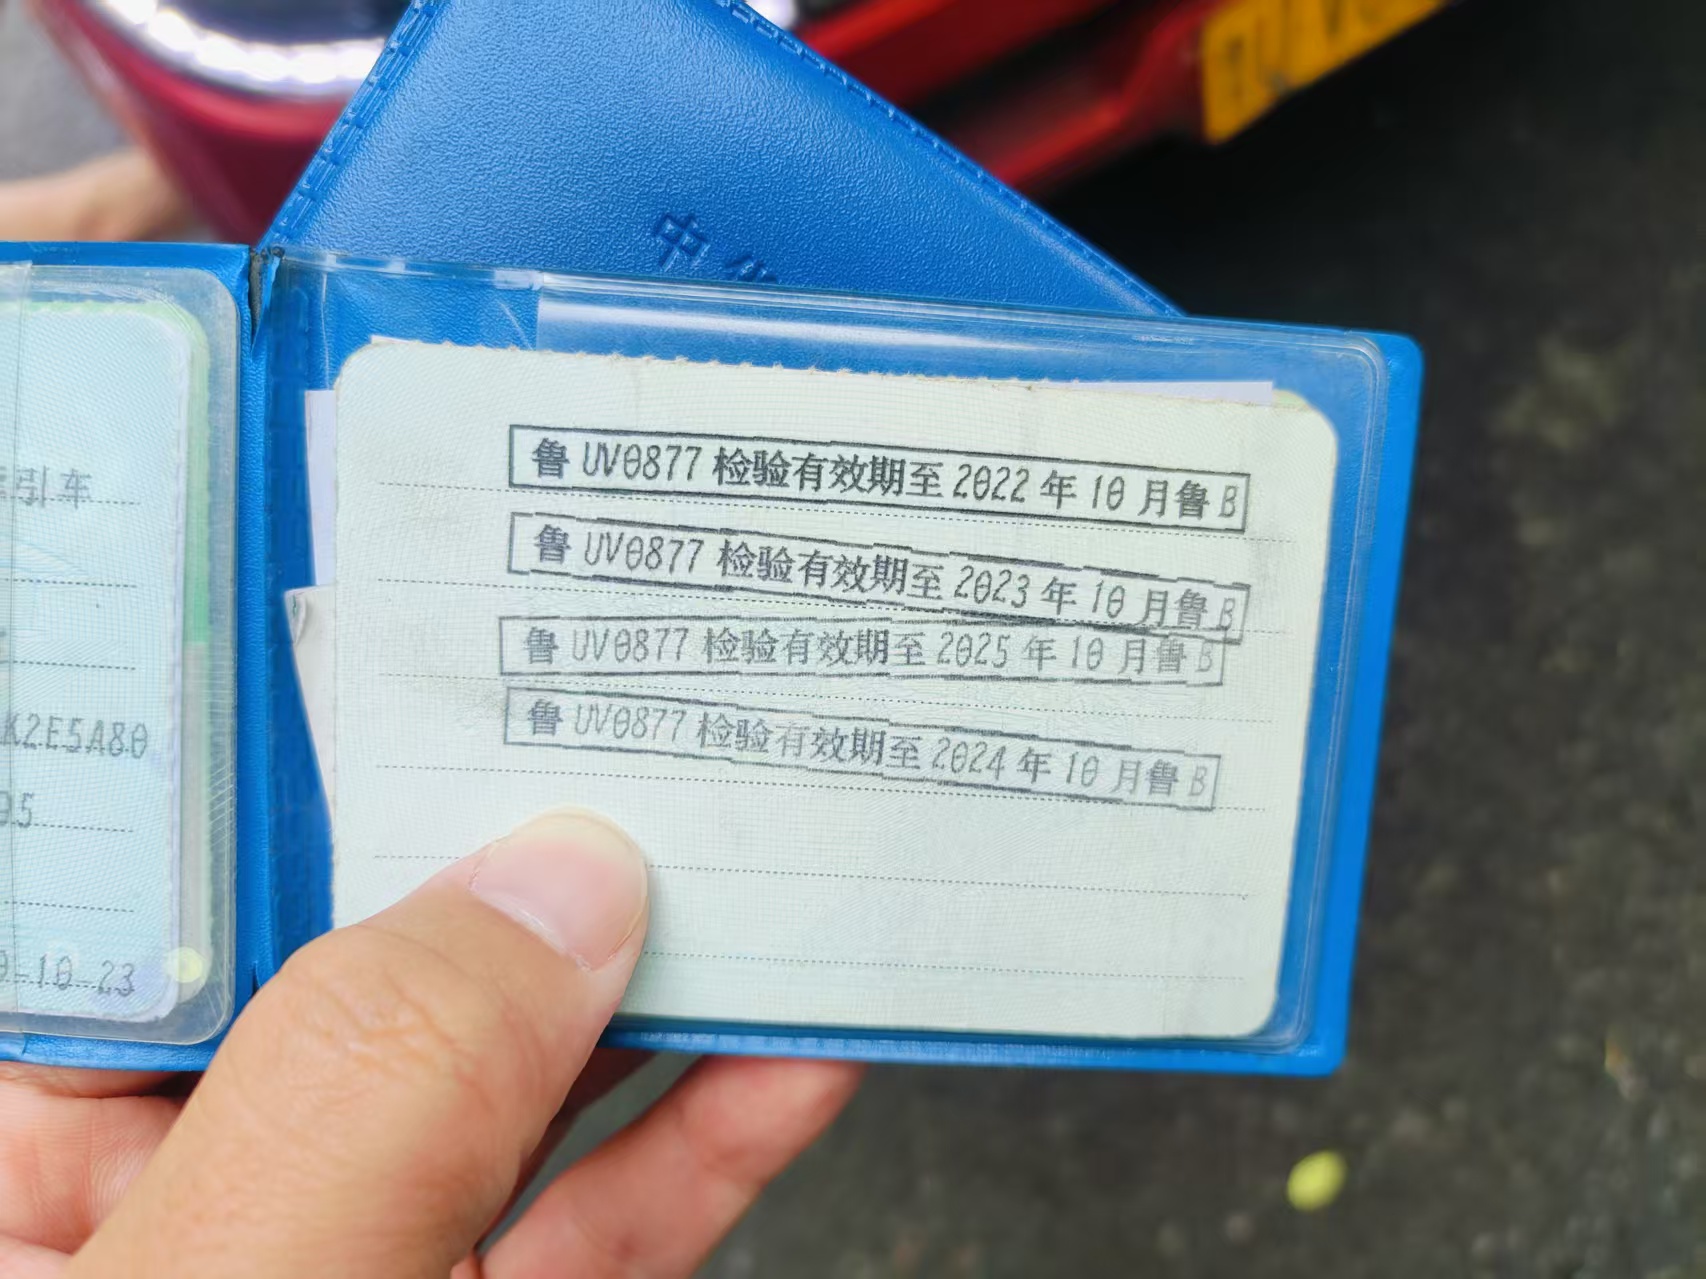 中华
引车
K2E5A80
95
-10-23
鲁 UV0877 检验有效期至 2022 年 10 月鲁 B
鲁 UV0877 检验有效期至 2023 年 10 月鲁 B
鲁 UV0877 检验有效期至 2025 年 10 月鲁 B
鲁 UV0877 检验有效期至 2024 年 10 月鲁 B